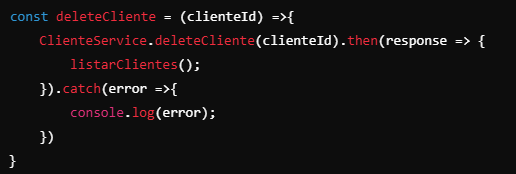 const deleteCliente = (clienteId) =>{
    ClienteService.deleteCliente(clienteId).then(response => {
        listarClientes();
    }).catch(error =>{
        console.log(error);
    })
}